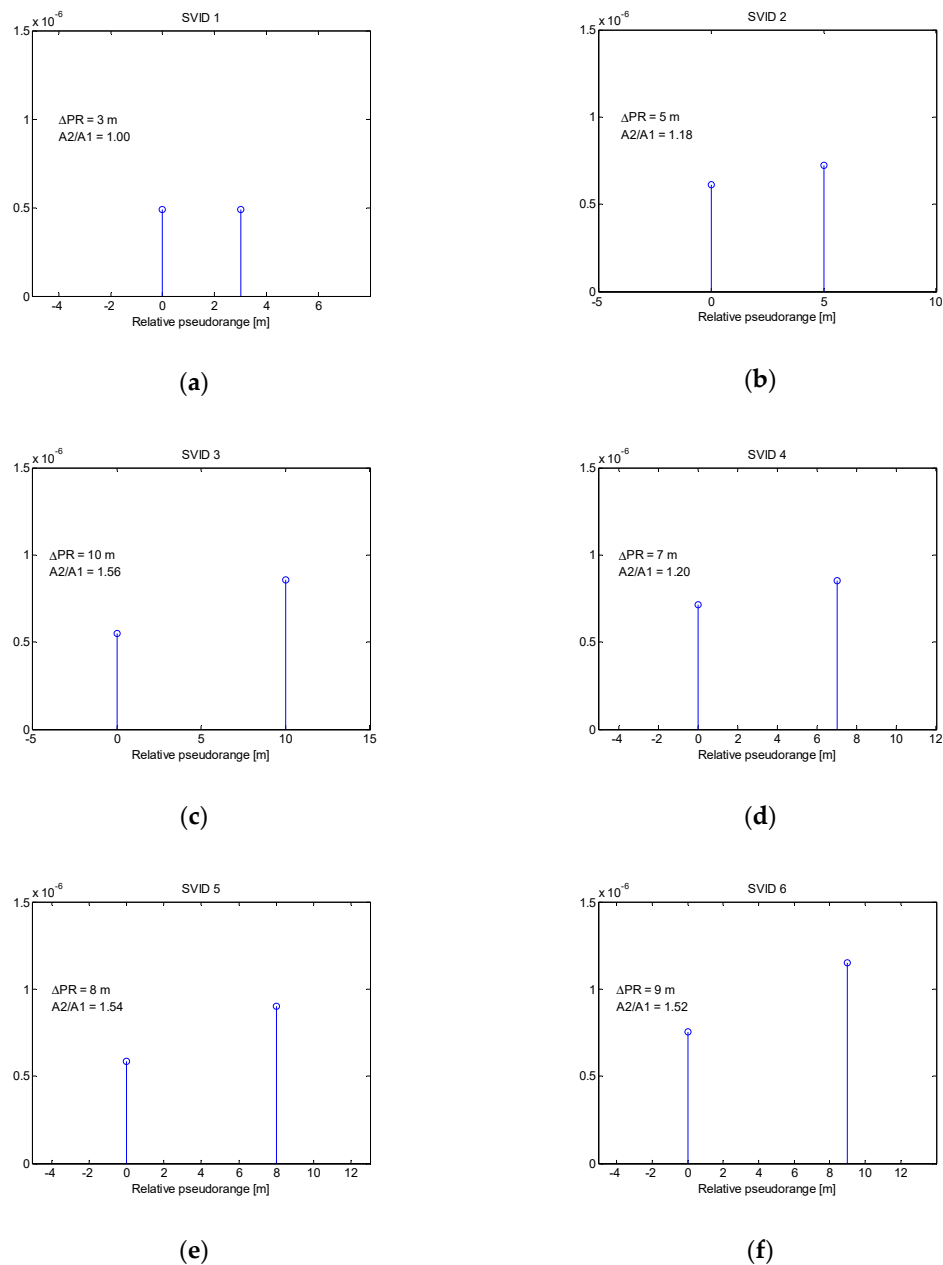 SVID 1
x 10-6
1.5
1
0.5
0
ΔPR = 3 m
A2/A1 = 1.00
-4 -2 0 2 4 6
Relative pseudorange [m]
(a)
SVID 2
x 10-6
1.5
1
0.5
0
ΔPR = 5 m
A2/A1 = 1.18
-5 0 5 10
Relative pseudorange [m]
(b)
SVID 3
x 10-6
1.5
1
0.5
0
ΔPR = 10 m
A2/A1 = 1.56
-5 0 5 10 15
Relative pseudorange [m]
(c)
SVID 4
x 10-6
1.5
1
0.5
0
ΔPR = 7 m
A2/A1 = 1.20
-4 -2 0 2 4 6 8 10 12
Relative pseudorange [m]
(d)
SVID 5
x 10-6
1.5
1
0.5
0
ΔPR = 8 m
A2/A1 = 1.54
-4 -2 0 2 4 6 8 10 12
Relative pseudorange [m]
(e)
SVID 6
x 10-6
1.5
1
0.5
0
ΔPR = 9 m
A2/A1 = 1.52
-4 -2 0 2 4 6 8 10 12
Relative pseudorange [m]
(f)